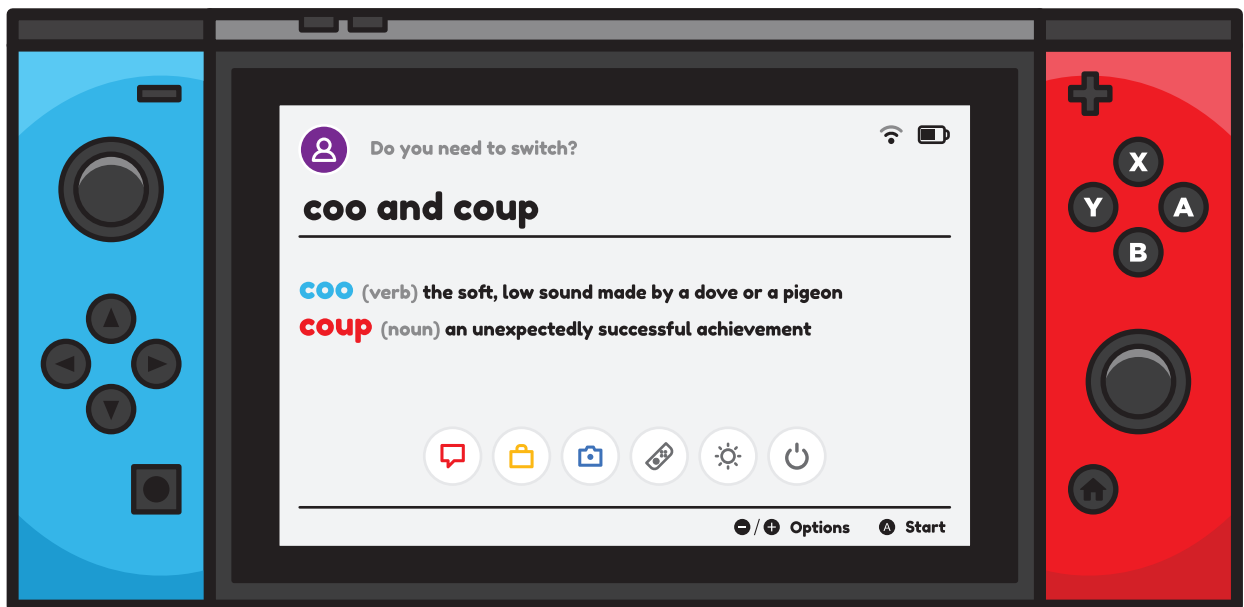 Do you need to switch?
coo and coup
coo (verb) the soft, low sound made by a dove or a pigeon
coup (noun) an unexpectedly successful achievement
X
Y A
B
/ Options A Start